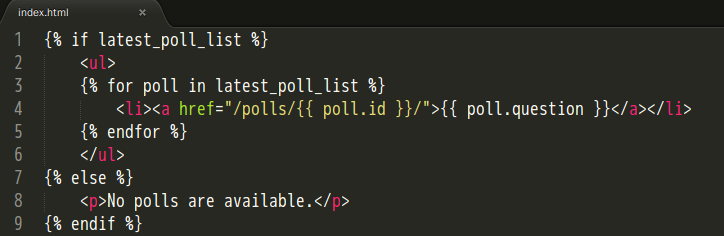 index.html ×
1 {% if latest_poll_list %}
2     <ul>
3     {% for poll in latest_poll_list %}
4         <li><a href="/polls/{{ poll.id }}/">{{ poll.question }}</a></li>
5     {% endfor %}
6     </ul>
7 {% else %}
8     <p>No polls are available.</p>
9 {% endif %}